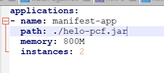 applications:
- name: manifest-app
path: ./helo-pcf.jar
memory: 800M
instances: 2